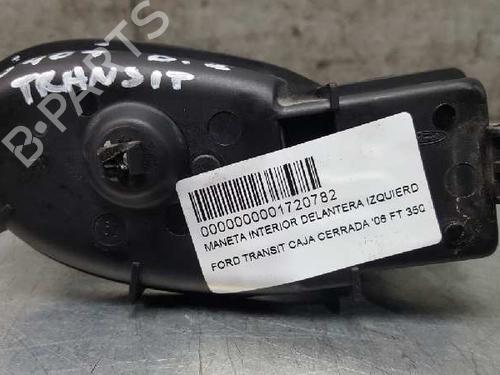 TRANSIT
B-PARTS
0000000001720782
MANETA INTERIOR DELANTERA IZQUIERD
FORD TRANSIT CAJA CERRADA '06 FT 350